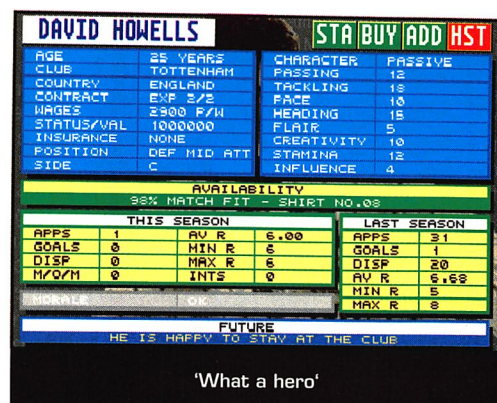 DAVID HOWELLS STA BUY ADD HST
AGE 25 YEARS
CLUB TOTTENHAM
COUNTRY ENGLAND
CONTRACT EXP 2/2
WAGES 2900 P/W
STATUS/VAL 1000000
INSURANCE NONE
POSITION DEF MID ATT
SIDE C
CHARACTER PASSIVE
PASSING 12
TACKLING 18
PACE 10
HEADING 15
FLAIR 5
CREATIVITY 10
STAMINA 12
INFLUENCE 4
AVAILABILITY
98% MATCH FIT - SHIRT NO.08
THIS SEASON
APPS 1 AV R 6.00
GOALS 0 MIN R 6
DISP 0 MAX R 6
M/O/M 0 INTS 0
LAST SEASON
APPS 31
GOALS 1
DISP 20
AV R 6.68
MIN R 5
MAX R 8
MORALE OK
FUTURE
HE IS HAPPY TO STAY AT THE CLUB
'What a hero'